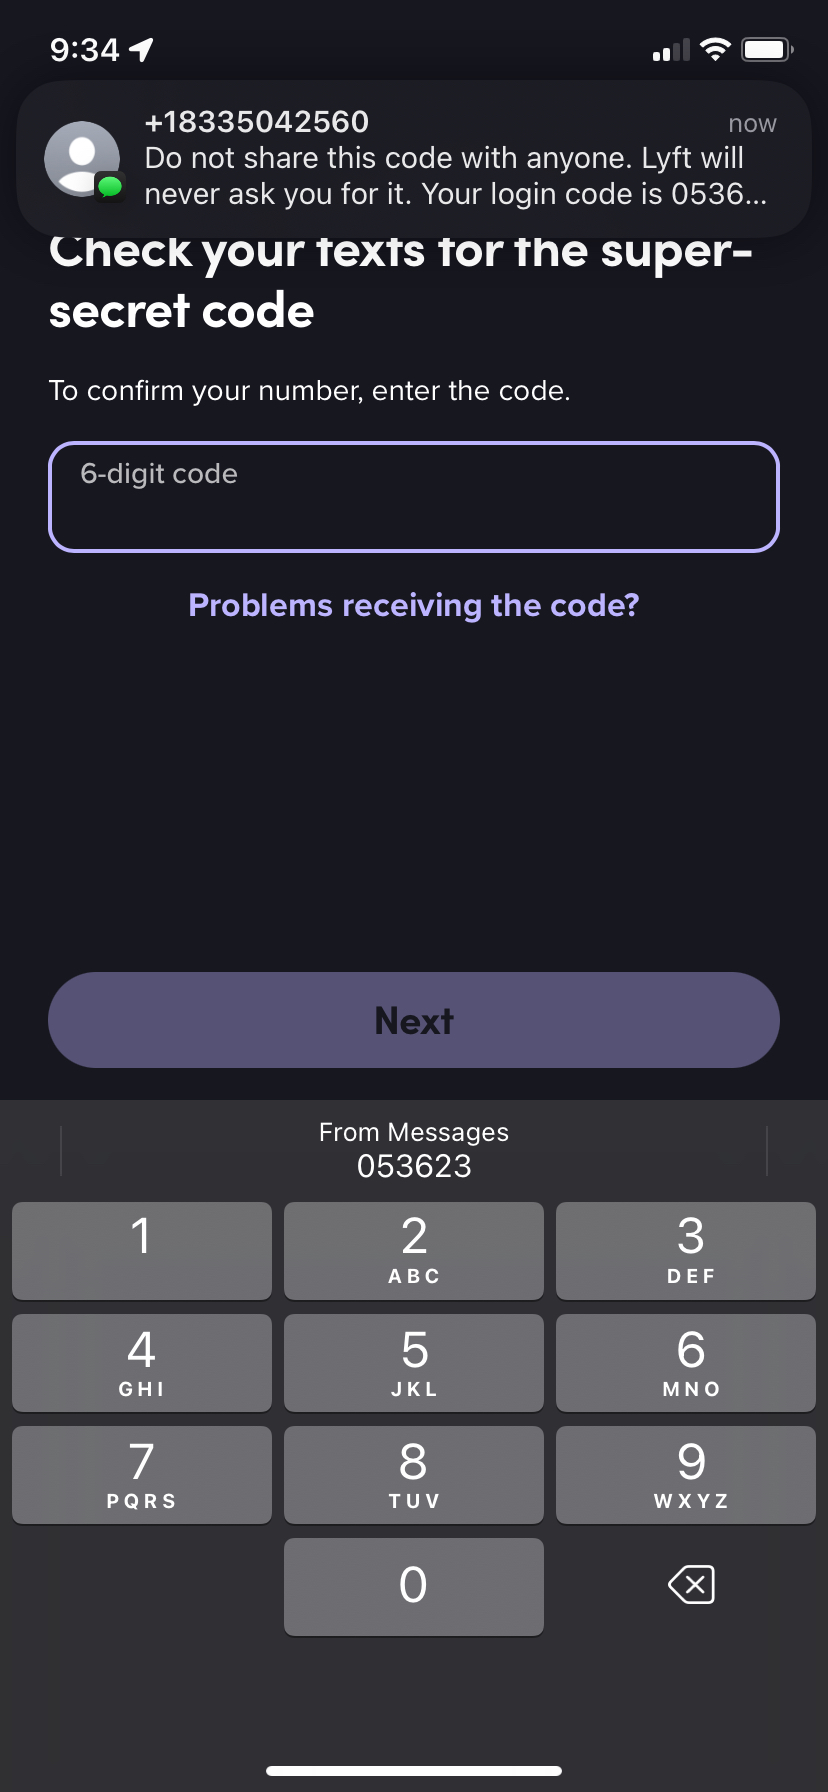 9:34
+18335042560
now
Do not share this code with anyone. Lyft will
never ask you for it. Your login code is 0536...
Check your texts for the super-
secret code
To confirm your number, enter the code.
6-digit code
Problems receiving the code?
Next
From Messages
053623
1
2
ABC
3
DEF
4
GHI
5
JKL
6
MNO
7
PQRS
8
TUV
9
WXYZ
0